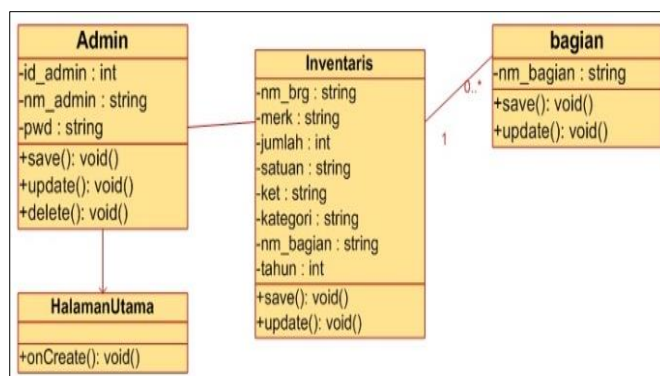 Admin
-id_admin : int
-nm_admin : string
-pwd : string
+save(): void()
+update(): void()
+delete(): void()
HalamanUtama
+onCreate(): void()
Inventaris
-nm_brg : string
-merk : string
-jumlah : int
-satuan : string
-ket : string
-kategori : string
-nm_bagian : string
-tahun : int
+save(): void()
+update(): void()
1
0..*
bagian
-nm_bagian : string
+save(): void()
+update(): void()